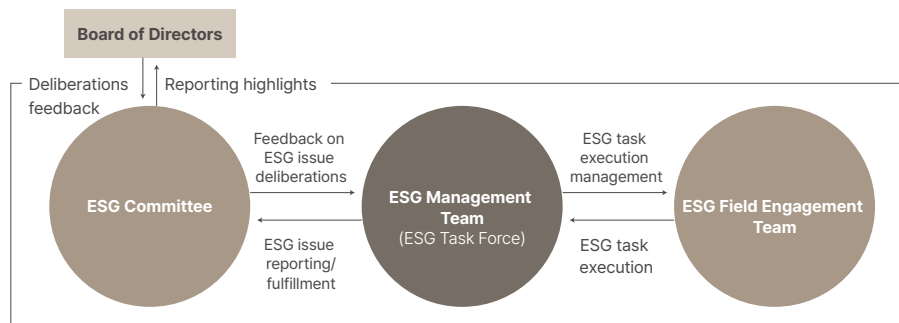 Board of Directors
Deliberations
feedback
Reporting highlights
ESG Committee
Feedback on
ESG issue
deliberations
ESG issue
reporting/
fulfillment
ESG Management
Team
(ESG Task Force)
ESG task
execution
management
ESG task
execution
ESG Field Engagement
Team